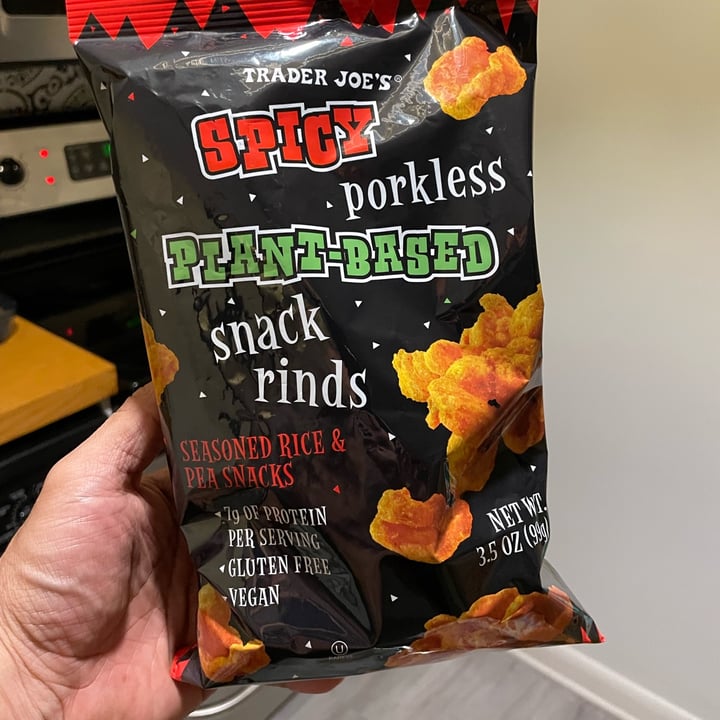 TRADER JOE'S®
SPICY
porkless
PLANT-BASED
snack
rinds
SEASONED RICE &
PEA SNACKS
7g OF PROTEIN
PER SERVING
GLUTEN FREE
VEGAN
NET WT.
3.5 OZ (99g)
U